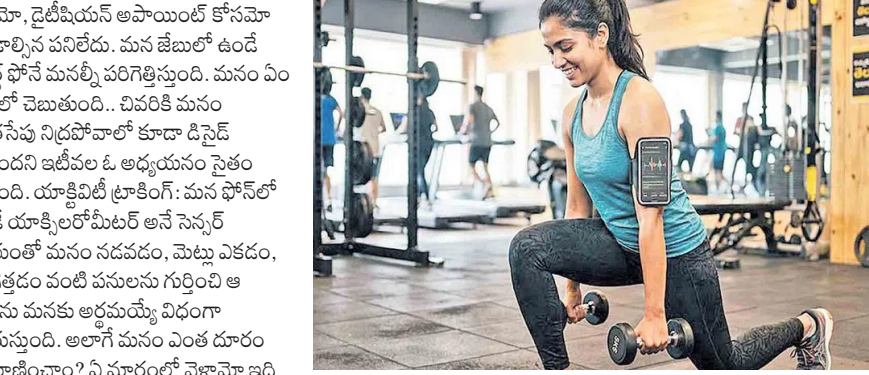 మో, డైటీషియన్ అపాయింట్ కోసమో
ాల్సిన పనిలేదు. మన జేబులో ఉండే
ఫోనే మనల్నీ పరిగెత్తిస్తుంది. మనం ఏం
లో చెబుతుంది.. చివరికి మనం
సేపు నిద్రపోవాలో కూడా డిసైడ్
ుందని ఇటీవల ఓ అధ్యయనం సైతం
ంది. యాక్టివిటీ ట్రాకింగ్: మన ఫోన్‌లో
యాక్సిలరోమీటర్ అనే సెన్సర్
యంతో మనం నడవడం, మెట్లు ఎకడం,
ెత్తడం వంటి పనులను గుర్తించి ఆ
ను మనకు అర్థమయ్యే విధంగా
స్తుంది. అలాగే మనం ఎంత దూరం